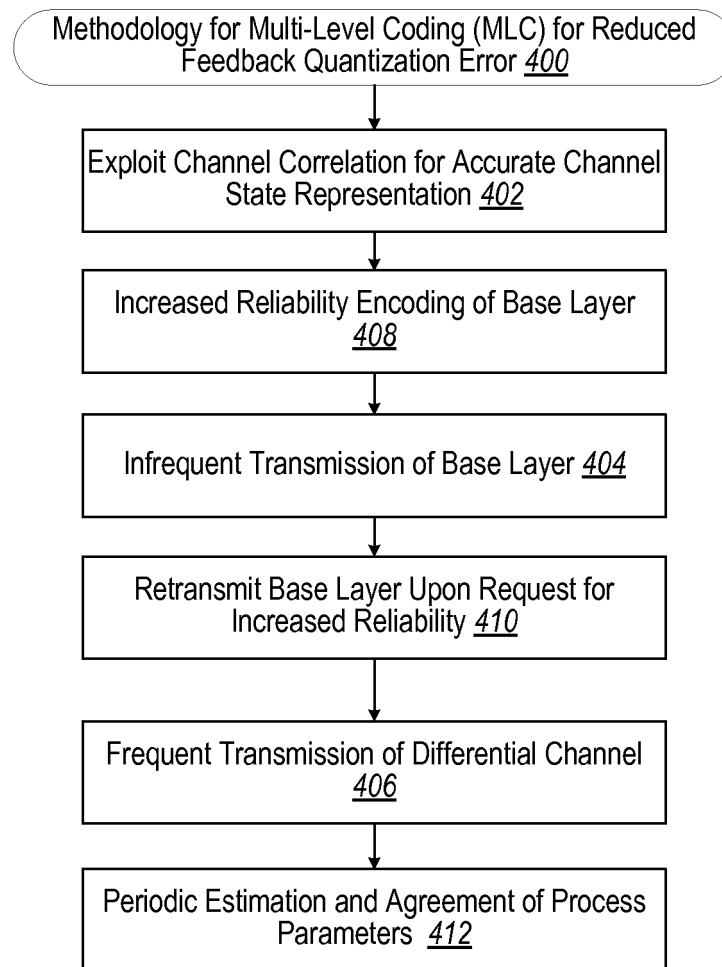 Methodology for Multi-Level Coding (MLC) for Reduced
Feedback Quantization Error 400
Exploit Channel Correlation for Accurate Channel
State Representation 402
Increased Reliability Encoding of Base Layer
408
Infrequent Transmission of Base Layer 404
Retransmit Base Layer Upon Request for
Increased Reliability 410
Frequent Transmission of Differential Channel
406
Periodic Estimation and Agreement of Process
Parameters 412